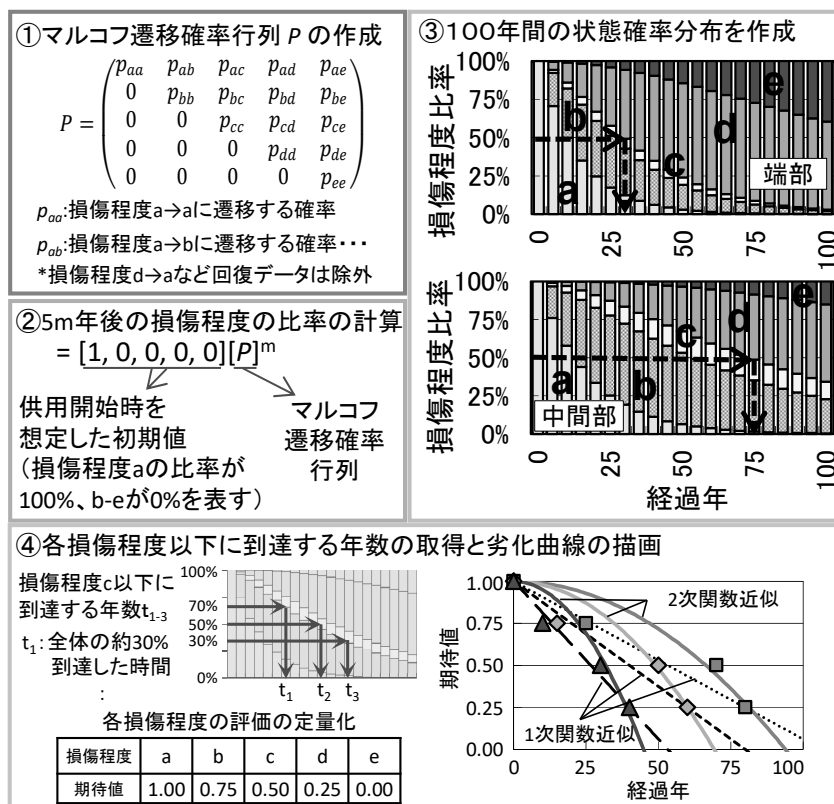 ①マルコフ遷移確率行列 P の作成
P =
p_aa p_ab p_ac p_ad p_ae
0 p_bb p_bc p_bd p_be
0 0 p_cc p_cd p_ce
0 0 0 p_dd p_de
0 0 0 0 p_ee
p_aa:損傷程度a→aに遷移する確率
p_ab:損傷程度a→bに遷移する確率・・・
*損傷程度d→aなど回復データは除外
②5m年後の損傷程度の比率の計算
= [1, 0, 0, 0, 0][P]^m
供用開始時を
想定した初期値
（損傷程度aの比率が
100%、b-eが0%を表す）
マルコフ
遷移確率
行列
③100年間の状態確率分布を作成
損傷程度比率
100%
75%
50%
25%
0%
a
b
c
d
e
端部
0
25
50
75
100
損傷程度比率
100%
75%
50%
25%
0%
a
b
c
d
e
中間部
0
25
50
75
100
経過年
④各損傷程度以下に到達する年数の取得と劣化曲線の描画
損傷程度c以下に
到達する年数t₁₋₃
t₁：全体の約30%
到達した時間
:
100%
70%
50%
30%
0%
t₁ t₂ t₃
各損傷程度の評価の定量化
損傷程度 a b c d e
期待値 1.00 0.75 0.50 0.25 0.00
期待値
1.00
0.75
0.50
0.25
0.00
2次関数近似
1次関数近似
0 25 50 75 100
経過年